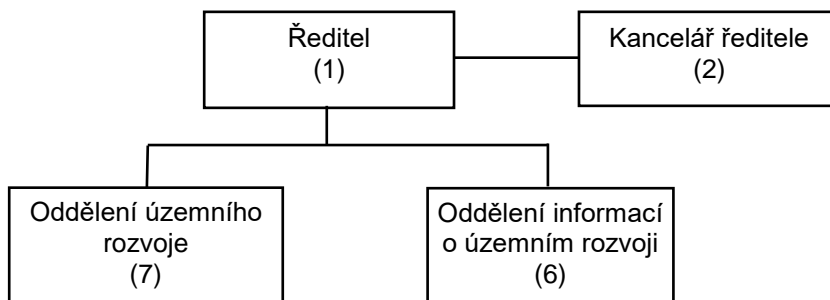 Ředitel
(1)
Kancelář ředitele
(2)
Oddělení územního
rozvoje
(7)
Oddělení informací
o územním rozvoji
(6)